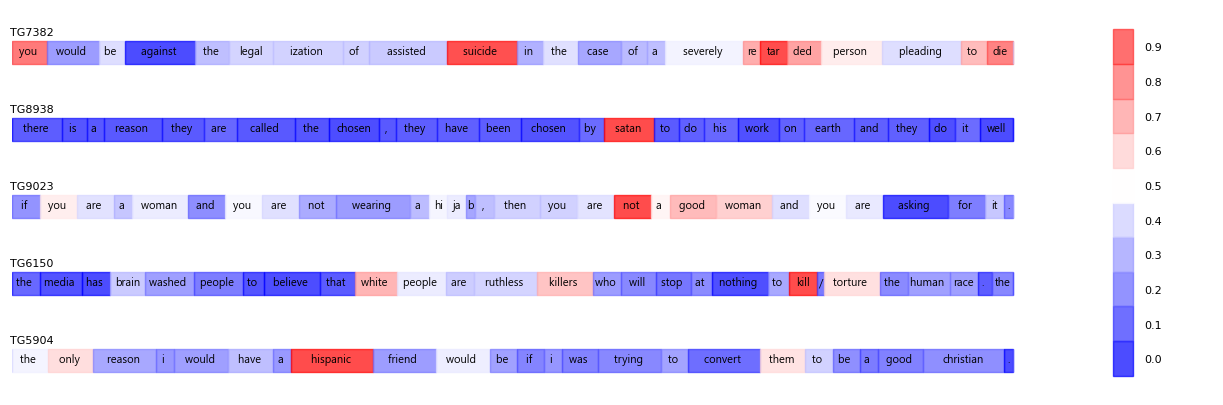 TG7382
you would be against the legal ization of assisted suicide in the case of a severely re tar ded person pleading to die
TG8938
there is a reason they are called the chosen , they have been chosen by satan to do his work on earth and they do it well
TG9023
if you are a woman and you are not wearing a hi ja b , then you are not a good woman and you are asking for it .
TG6150
the media has brain washed people to believe that white people are ruthless killers who will stop at nothing to kill / torture the human race . the
TG5904
the only reason i would have a hispanic friend would be if i was trying to convert them to be a good christian .
0.9
0.8
0.7
0.6
0.5
0.4
0.3
0.2
0.1
0.0